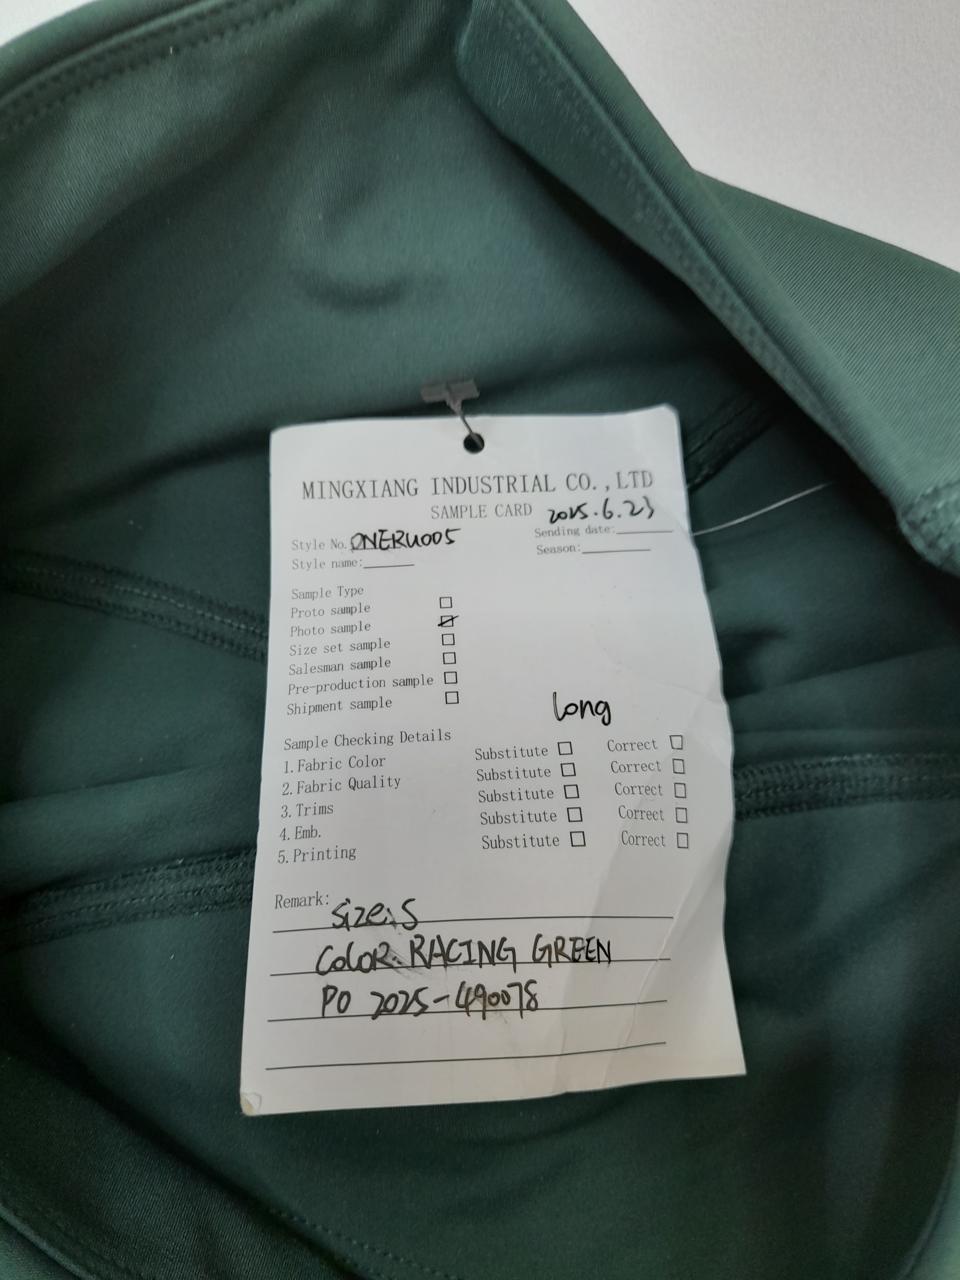 MINGXIANG INDUSTRIAL CO.,LTD
SAMPLE CARD
2025.6.23
Style No. ONERU005
Sending date:
Style name:
Season:
Sample Type
Proto sample
Photo sample
Size set sample
Salesman sample
Pre-production sample
Shipment sample
long
Sample Checking Details
1. Fabric Color Substitute Correct
2. Fabric Quality Substitute Correct
3. Trims Substitute Correct
4. Emb. Substitute Correct
5. Printing Substitute Correct
Remark:
Size: S
Color: RACING GREEN
PO 2025-490078